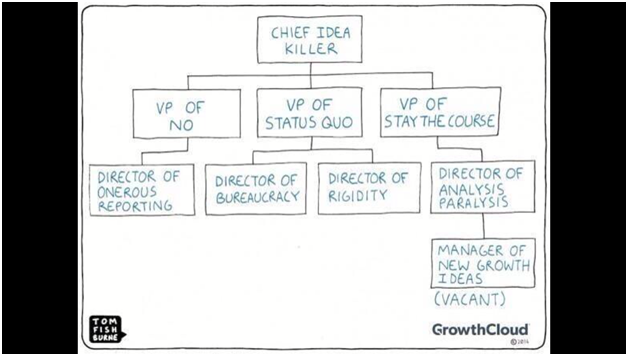 CHIEF IDEA
KILLER
VP OF
NO
VP OF
STATUS QUO
VP OF
STAY THE COURSE
DIRECTOR OF
ONEROUS
REPORTING
DIRECTOR OF
BUREAUCRACY
DIRECTOR OF
RIGIDITY
DIRECTOR OF
ANALYSIS
PARALYSIS
MANAGER OF
NEW GROWTH
IDEAS
(VACANT)
TOM
FISH
BURNE
GrowthCloud
©2014